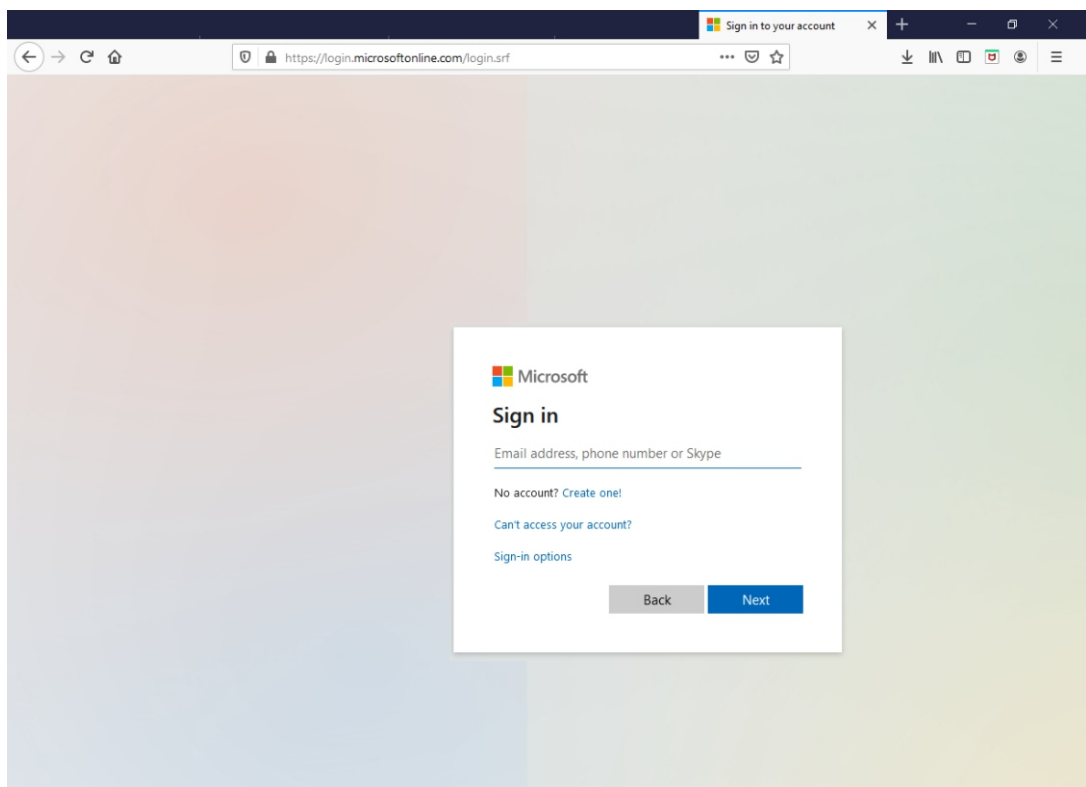 Sign in to your account
https://login.microsoftonline.com/login.srf
Microsoft
Sign in
Email address, phone number or Skype
No account? Create one!
Can't access your account?
Sign-in options
Back Next